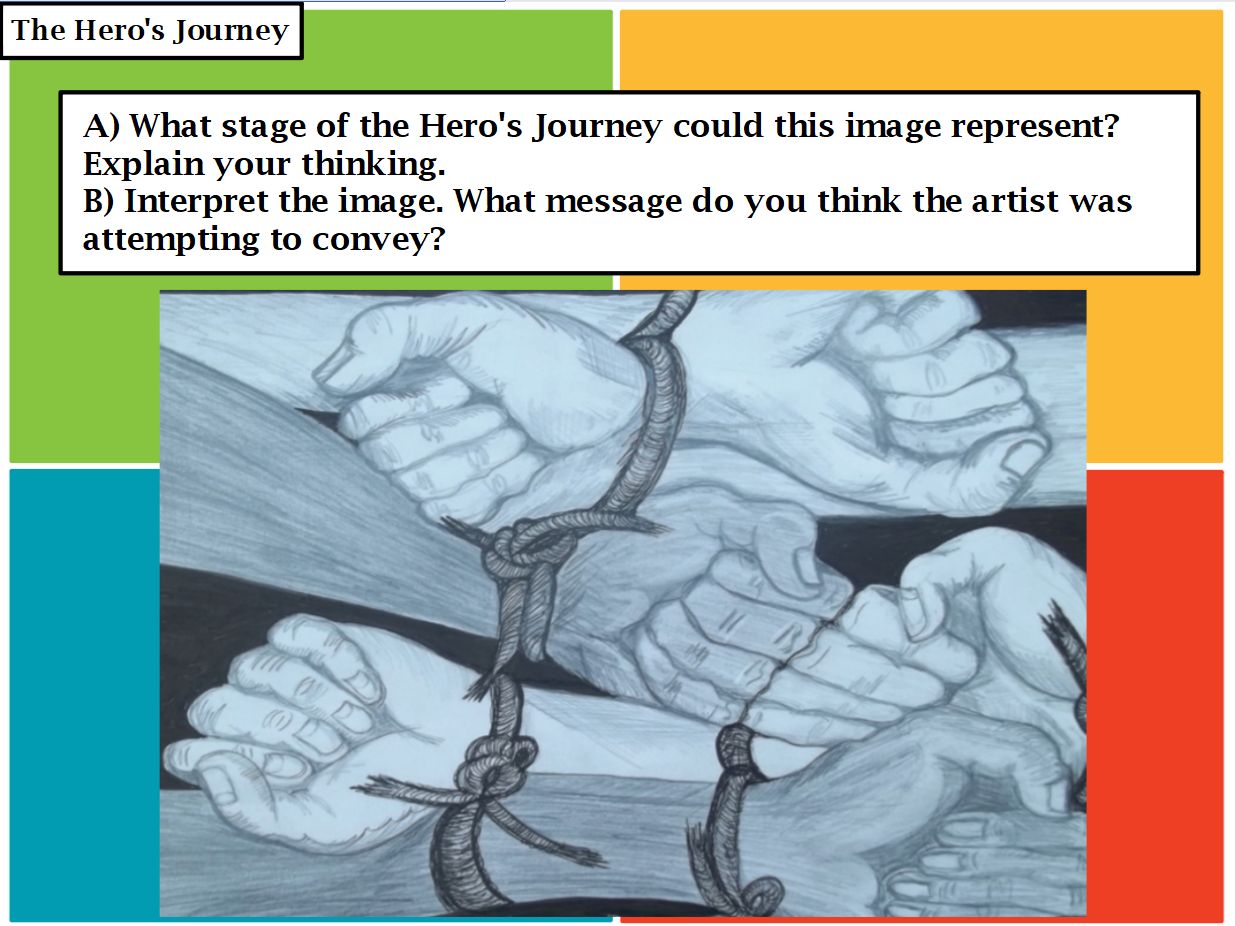 The Hero's Journey
A) What stage of the Hero's Journey could this image represent?
Explain your thinking.
B) Interpret the image. What message do you think the artist was
attempting to convey?